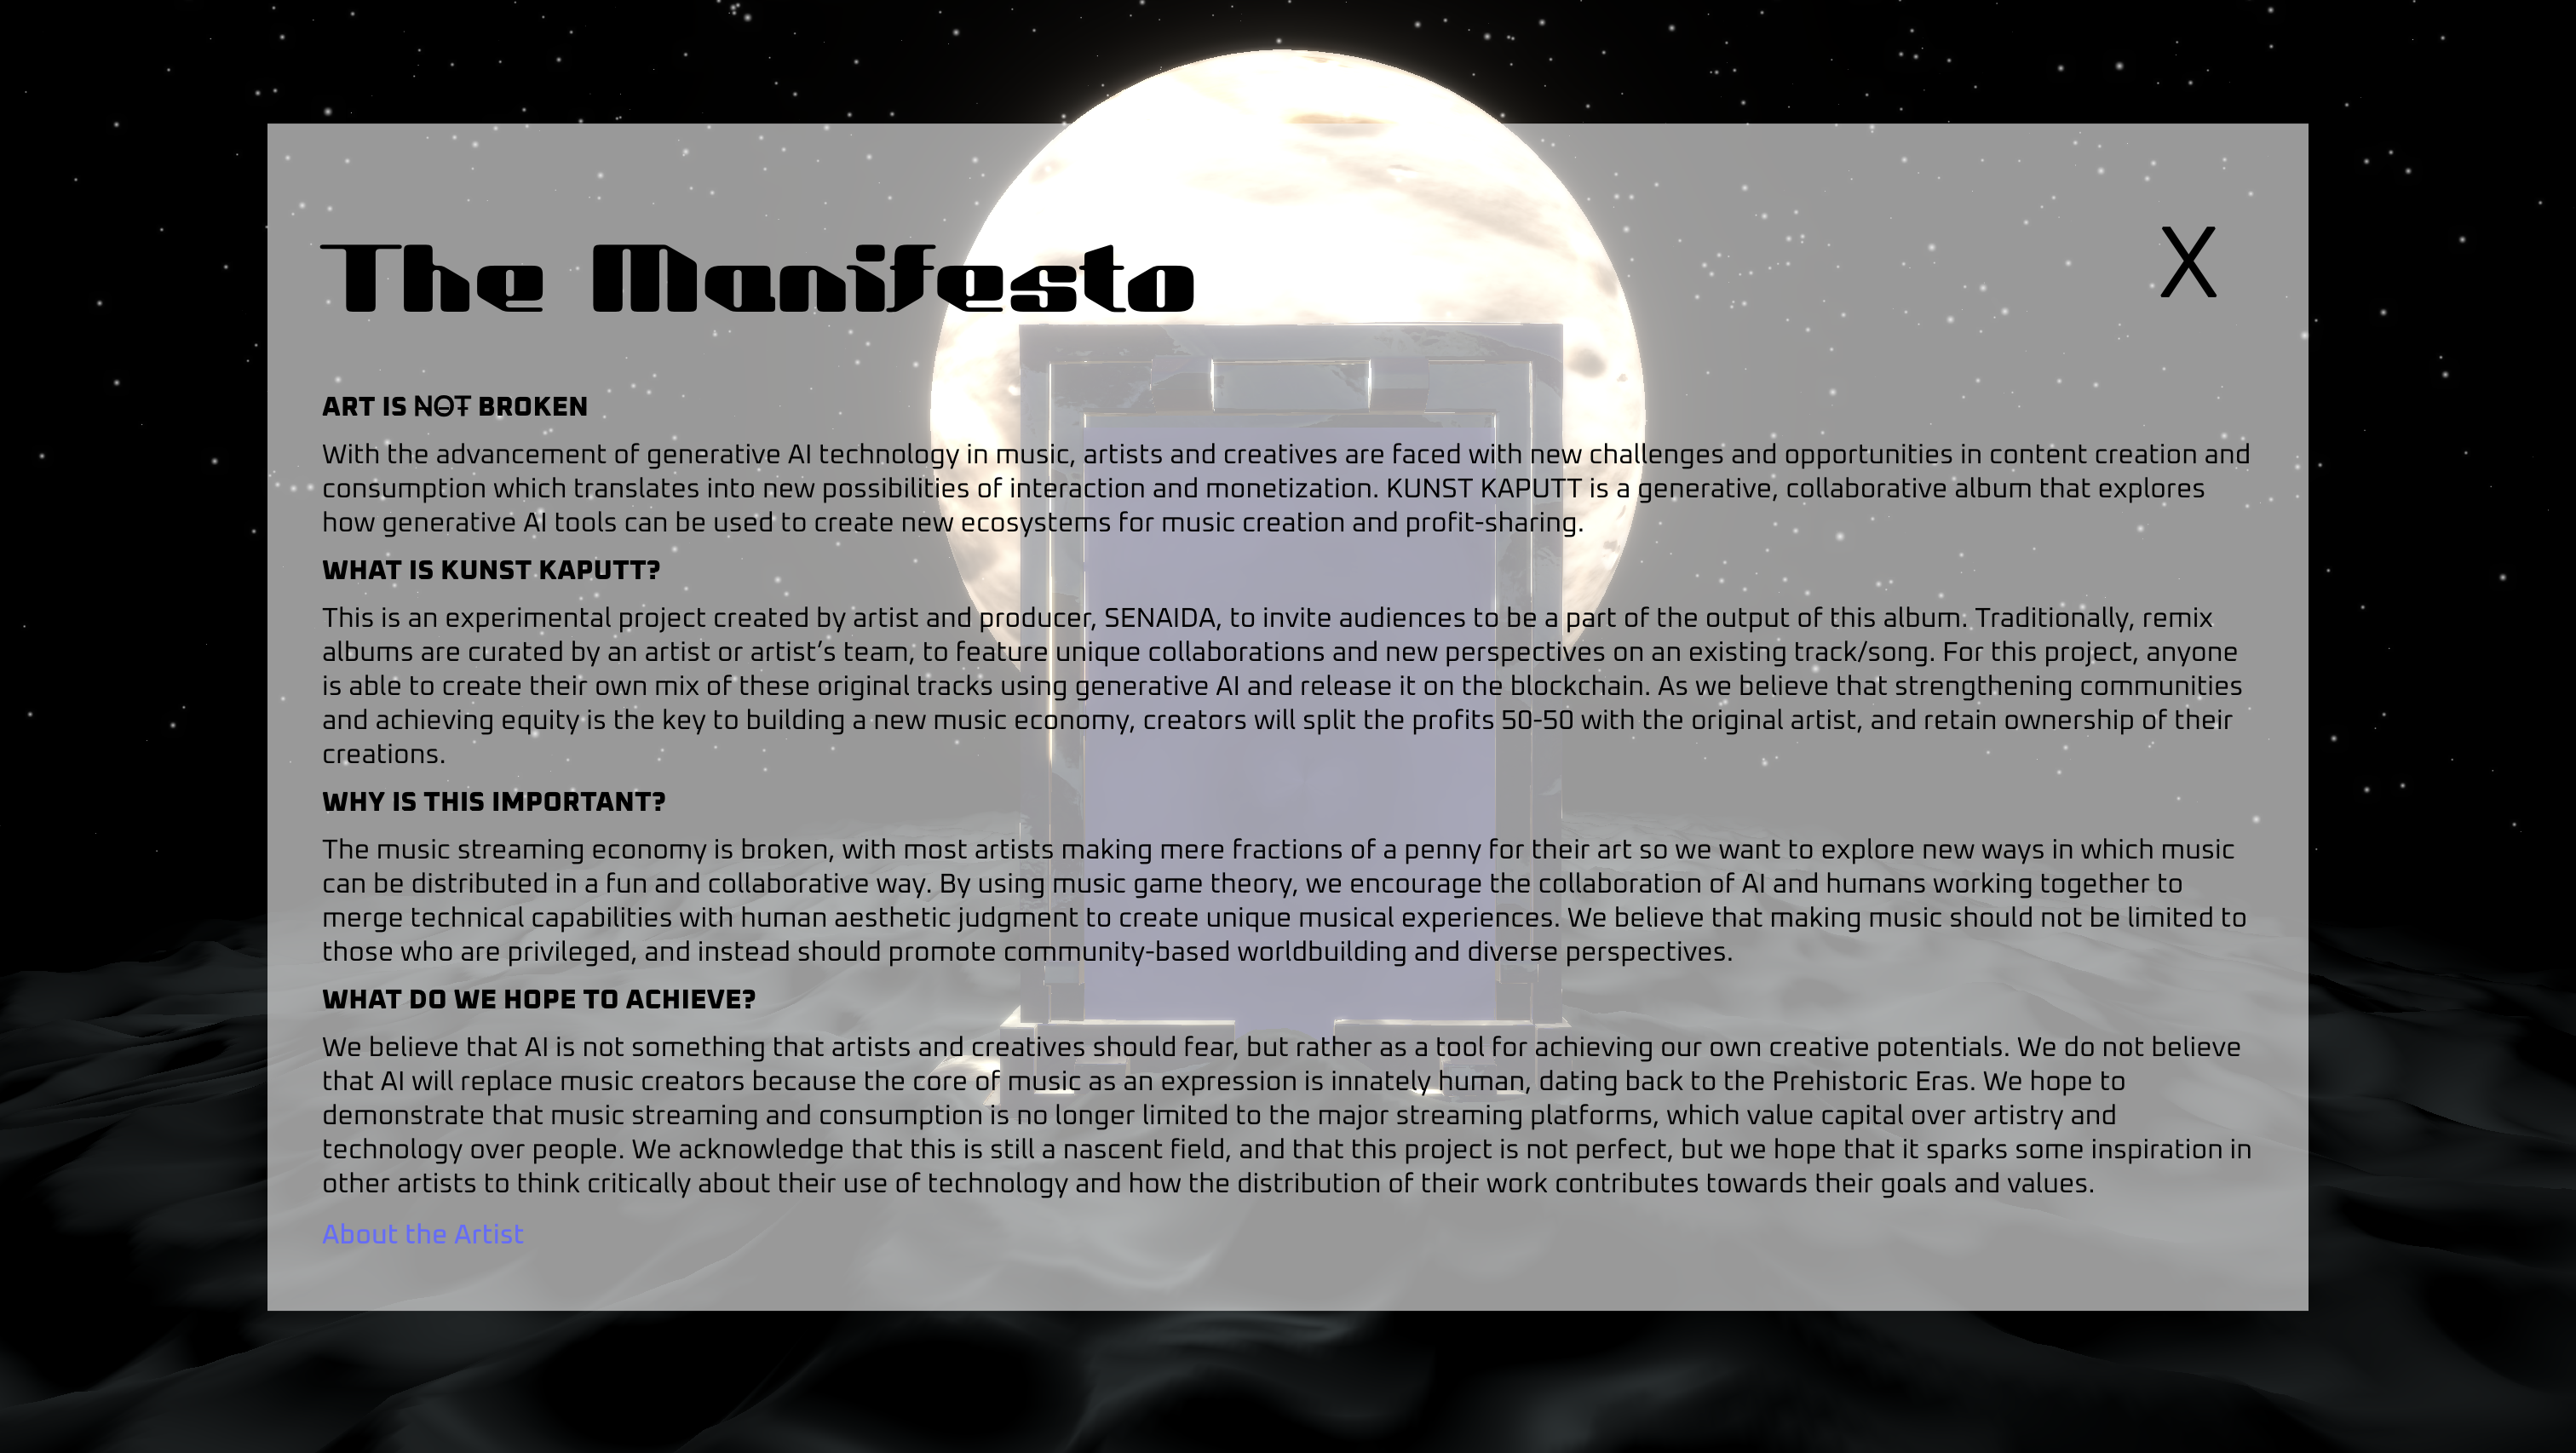 The Manifesto
X
ART IS NOT BROKEN
With the advancement of generative AI technology in music, artists and creatives are faced with new challenges and opportunities in content creation and
consumption which translates into new possibilities of interaction and monetization. KUNST KAPUTT is a generative, collaborative album that explores
how generative AI tools can be used to create new ecosystems for music creation and profit-sharing.
WHAT IS KUNST KAPUTT?
This is an experimental project created by artist and producer, SENAIDA, to invite audiences to be a part of the output of this album. Traditionally, remix
albums are curated by an artist or artist’s team, to feature unique collaborations and new perspectives on an existing track/song. For this project, anyone
is able to create their own mix of these original tracks using generative AI and release it on the blockchain. As we believe that strengthening communities
and achieving equity is the key to building a new music economy, creators will split the profits 50-50 with the original artist, and retain ownership of their
creations.
WHY IS THIS IMPORTANT?
The music streaming economy is broken, with most artists making mere fractions of a penny for their art so we want to explore new ways in which music
can be distributed in a fun and collaborative way. By using music game theory, we encourage the collaboration of AI and humans working together to
merge technical capabilities with human aesthetic judgment to create unique musical experiences. We believe that making music should not be limited to
those who are privileged, and instead should promote community-based worldbuilding and diverse perspectives.
WHAT DO WE HOPE TO ACHIEVE?
We believe that AI is not something that artists and creatives should fear, but rather as a tool for achieving our own creative potentials. We do not believe
that AI will replace music creators because the core of music as an expression is innately human, dating back to the Prehistoric Eras. We hope to
demonstrate that music streaming and consumption is no longer limited to the major streaming platforms, which value capital over artistry and
technology over people. We acknowledge that this is still a nascent field, and that this project is not perfect, but we hope that it sparks some inspiration in
other artists to think critically about their use of technology and how the distribution of their work contributes towards their goals and values.
About the Artist